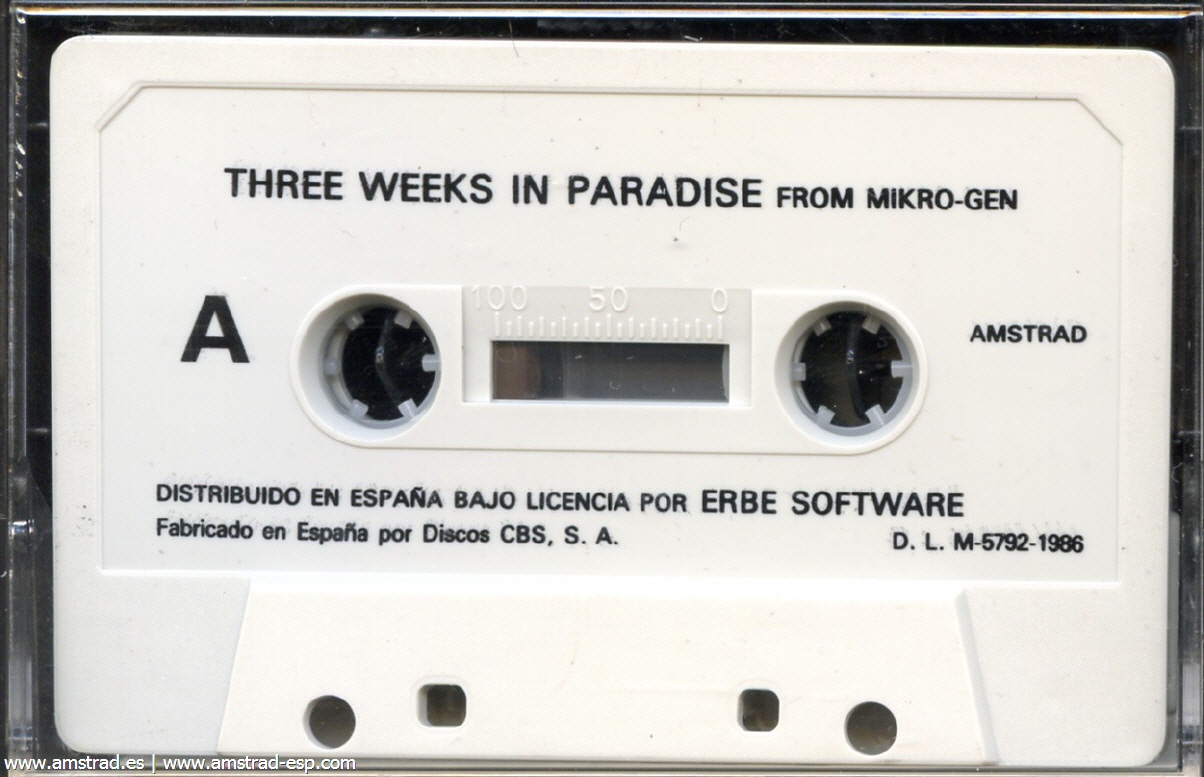 THREE WEEKS IN PARADISE FROM MIKRO-GEN
100 50 0
A
AMSTRAD
DISTRIBUIDO EN ESPAÑA BAJO LICENCIA POR ERBE SOFTWARE
Fabricado en España por Discos CBS, S. A.
D. L. M-5792-1986
www.amstrad.es | www.amstrad-esp.com